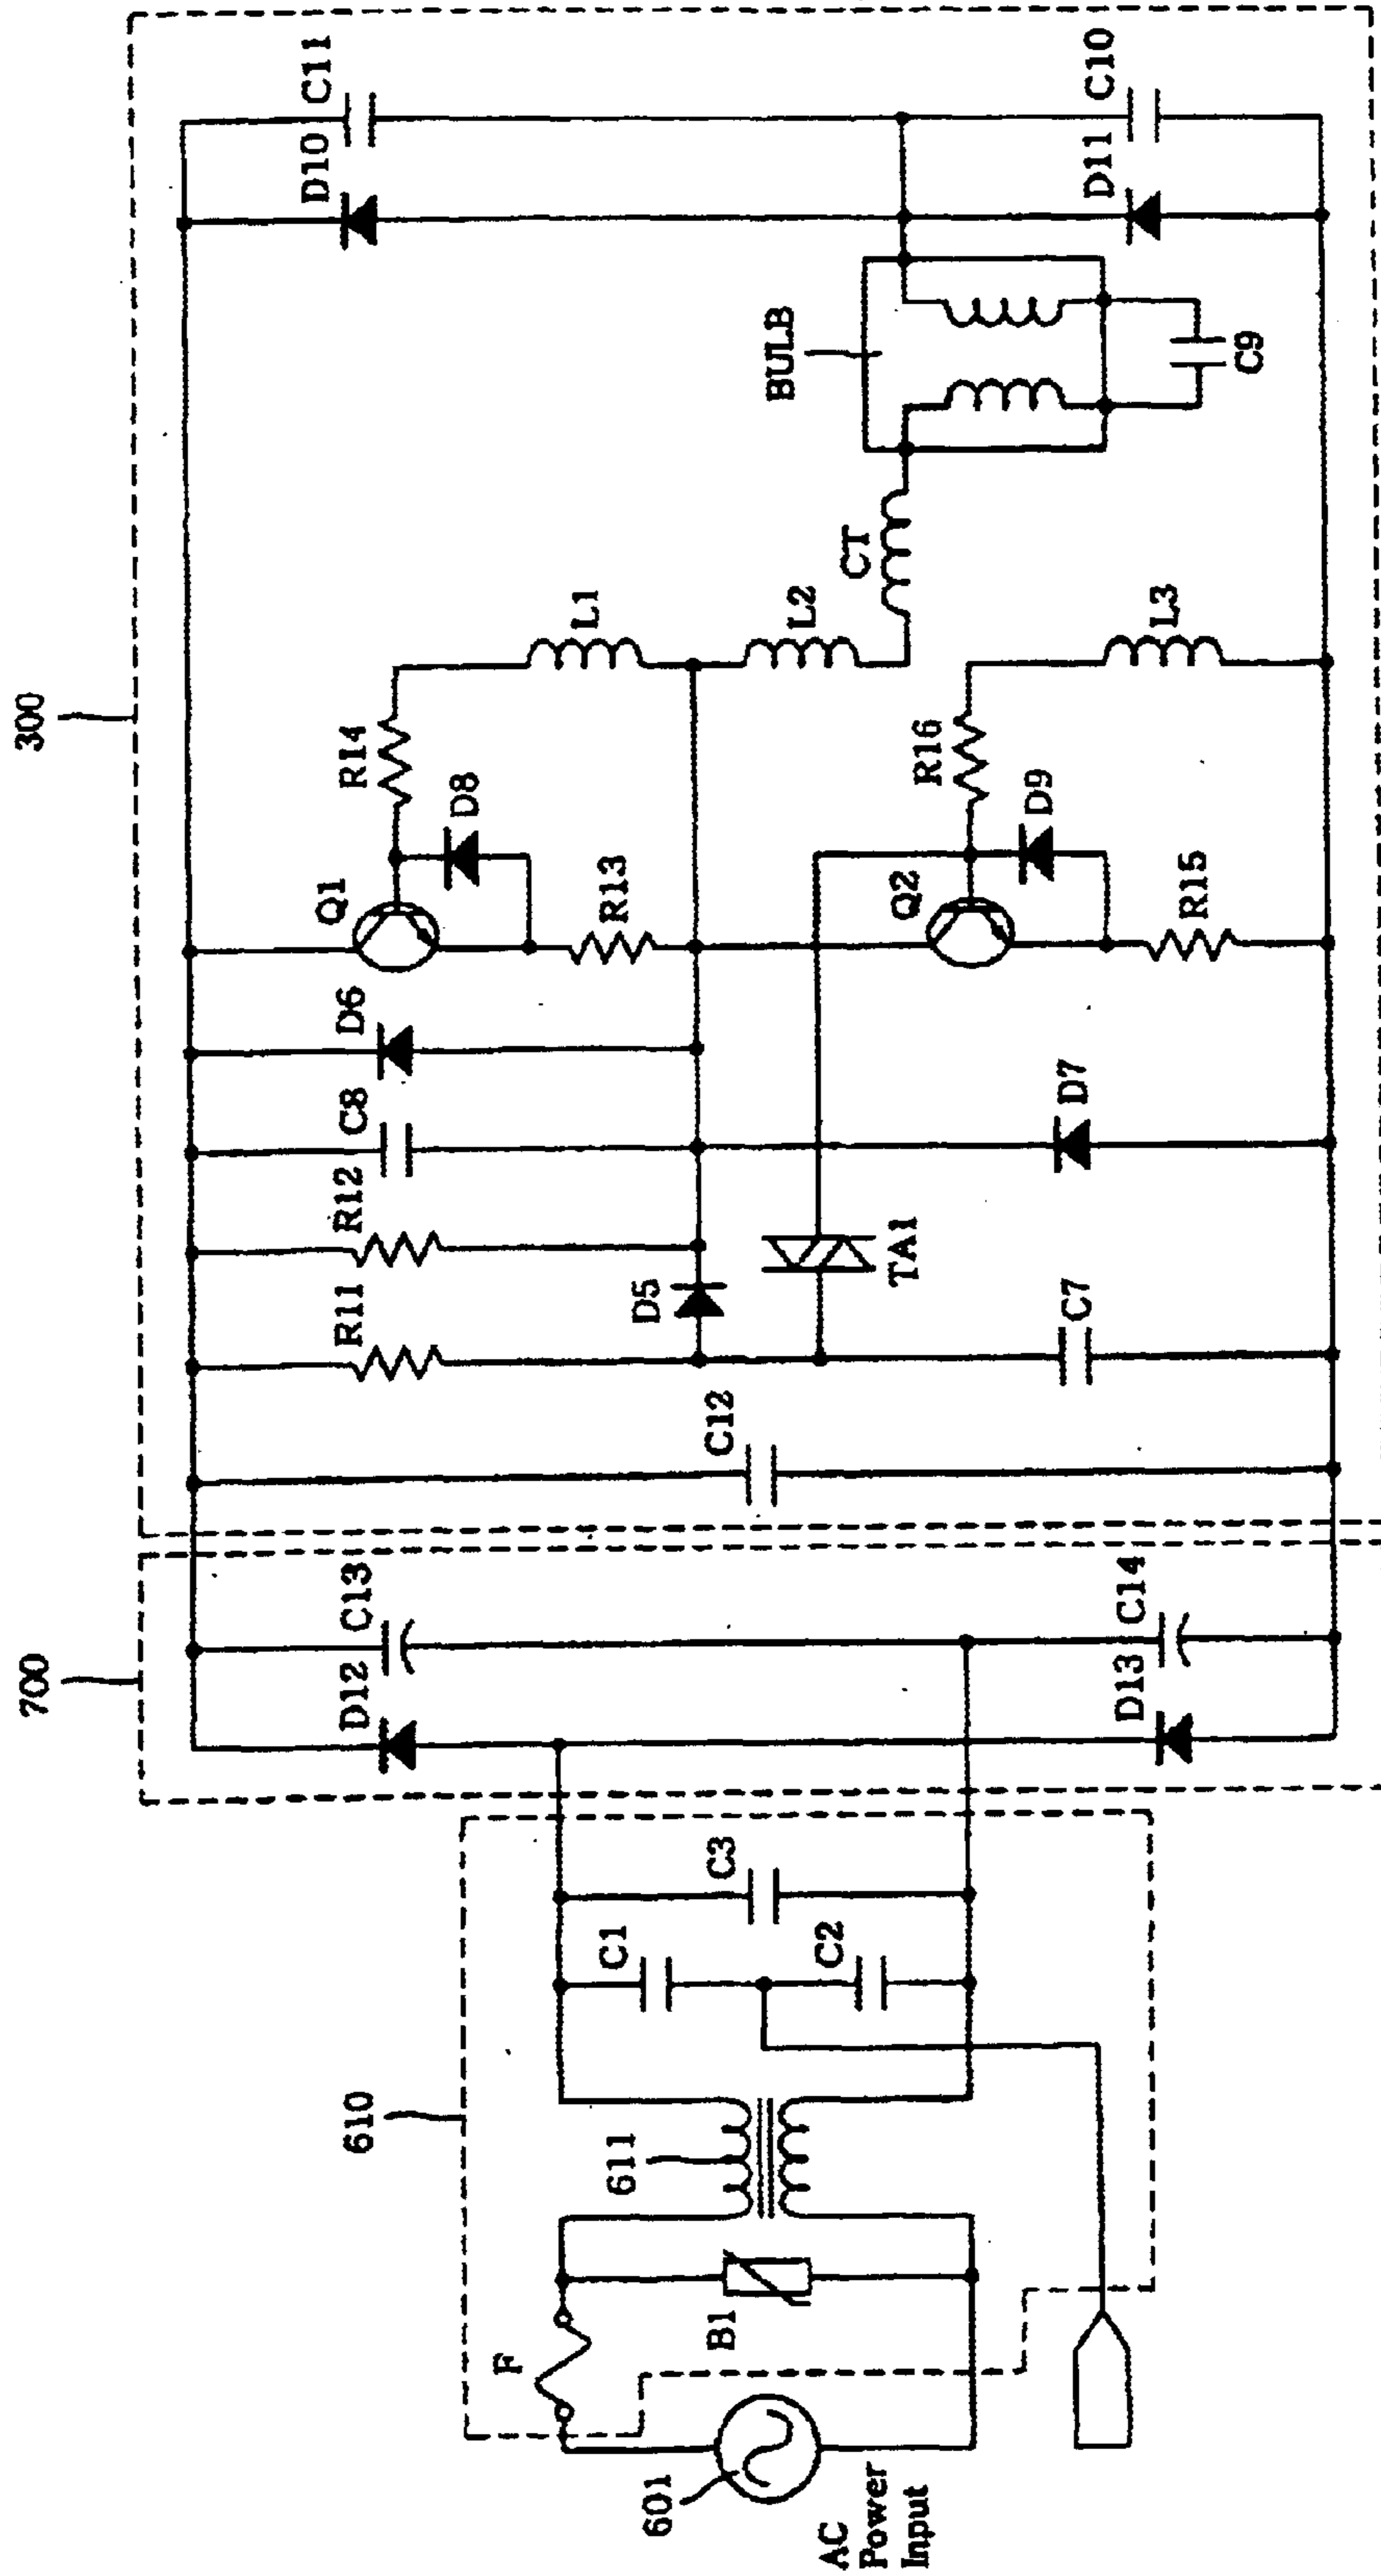 300
700
610
601
611
AC
Power
Input
F
B1
C1
C2
C3
D12
C13
D13
C14
C12
R11
R12
C8
D6
D5
TA1
C7
D7
Q1
D8
R14
R13
Q2
D9
R16
R15
L1
L2
L3
CT
BULB
C9
D10
C11
D11
C10